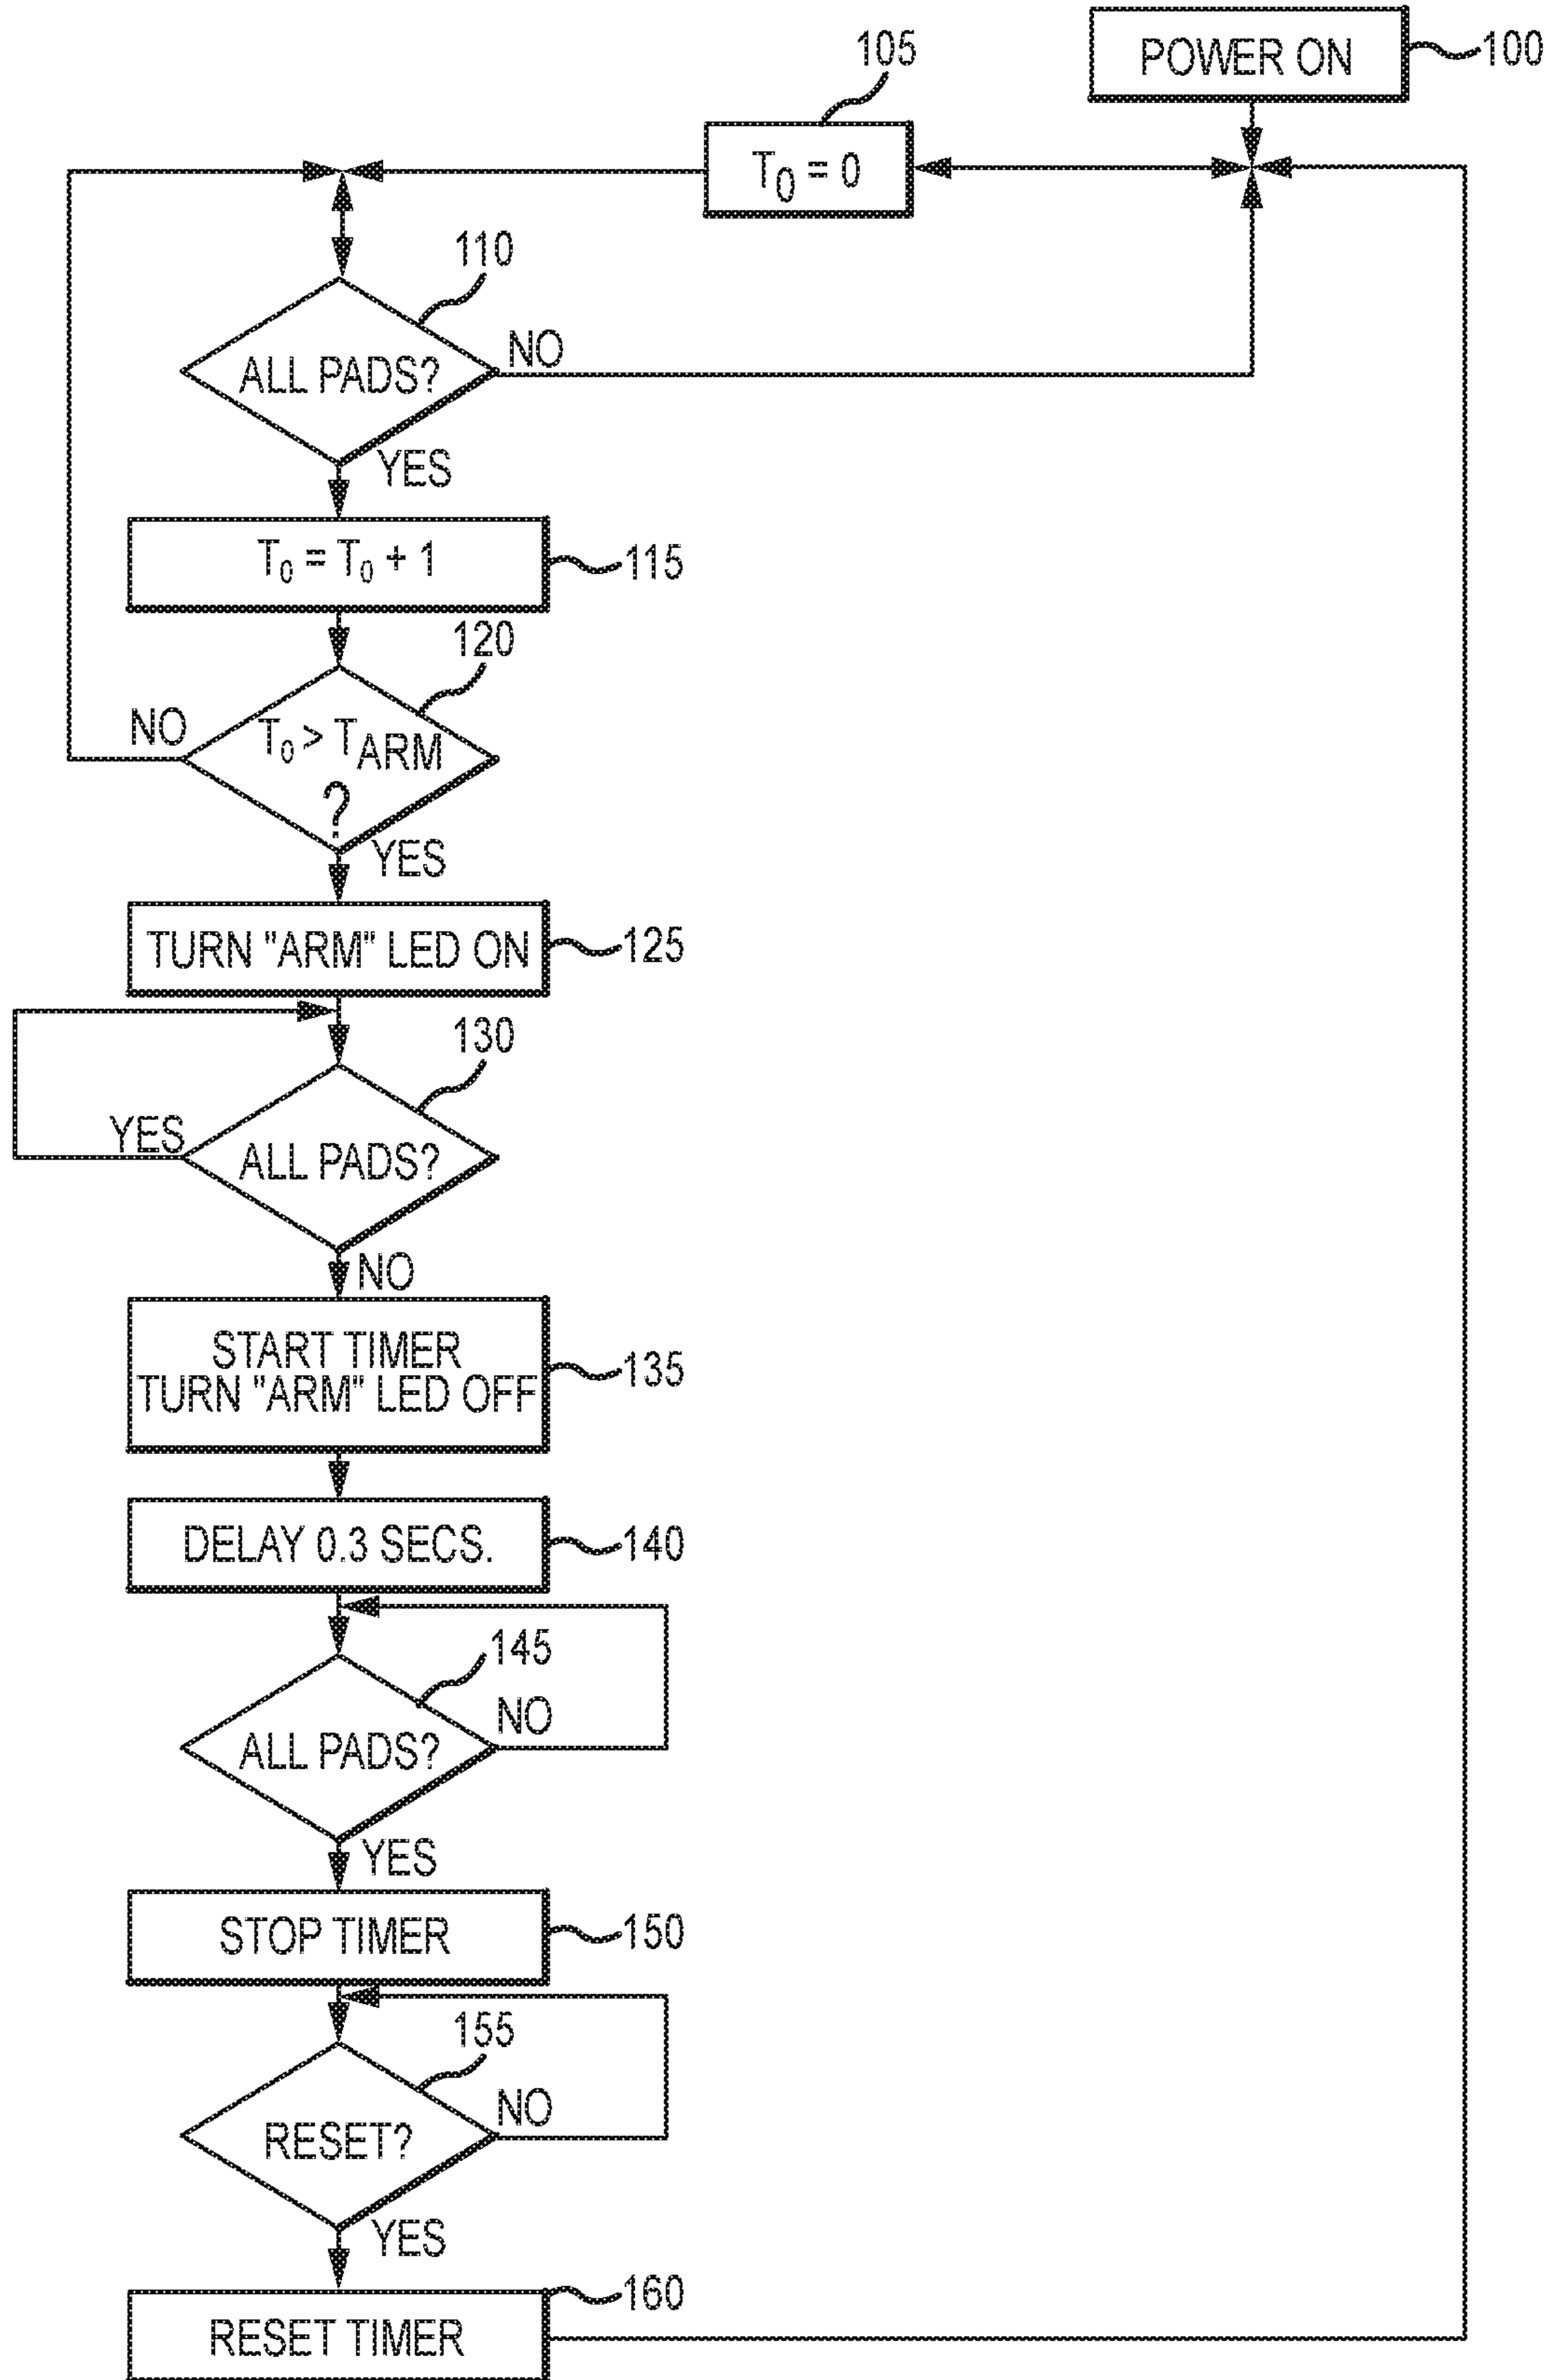 POWER ON
100
105
T₀ = 0
110
ALL PADS?
NO
YES
T₀ = T₀ + 1
115
120
NO
T₀ > T_ARM
?
YES
TURN "ARM" LED ON
125
130
YES
ALL PADS?
NO
START TIMER
TURN "ARM" LED OFF
135
DELAY 0.3 SECS.
140
145
NO
ALL PADS?
YES
STOP TIMER
150
155
NO
RESET?
YES
160
RESET TIMER